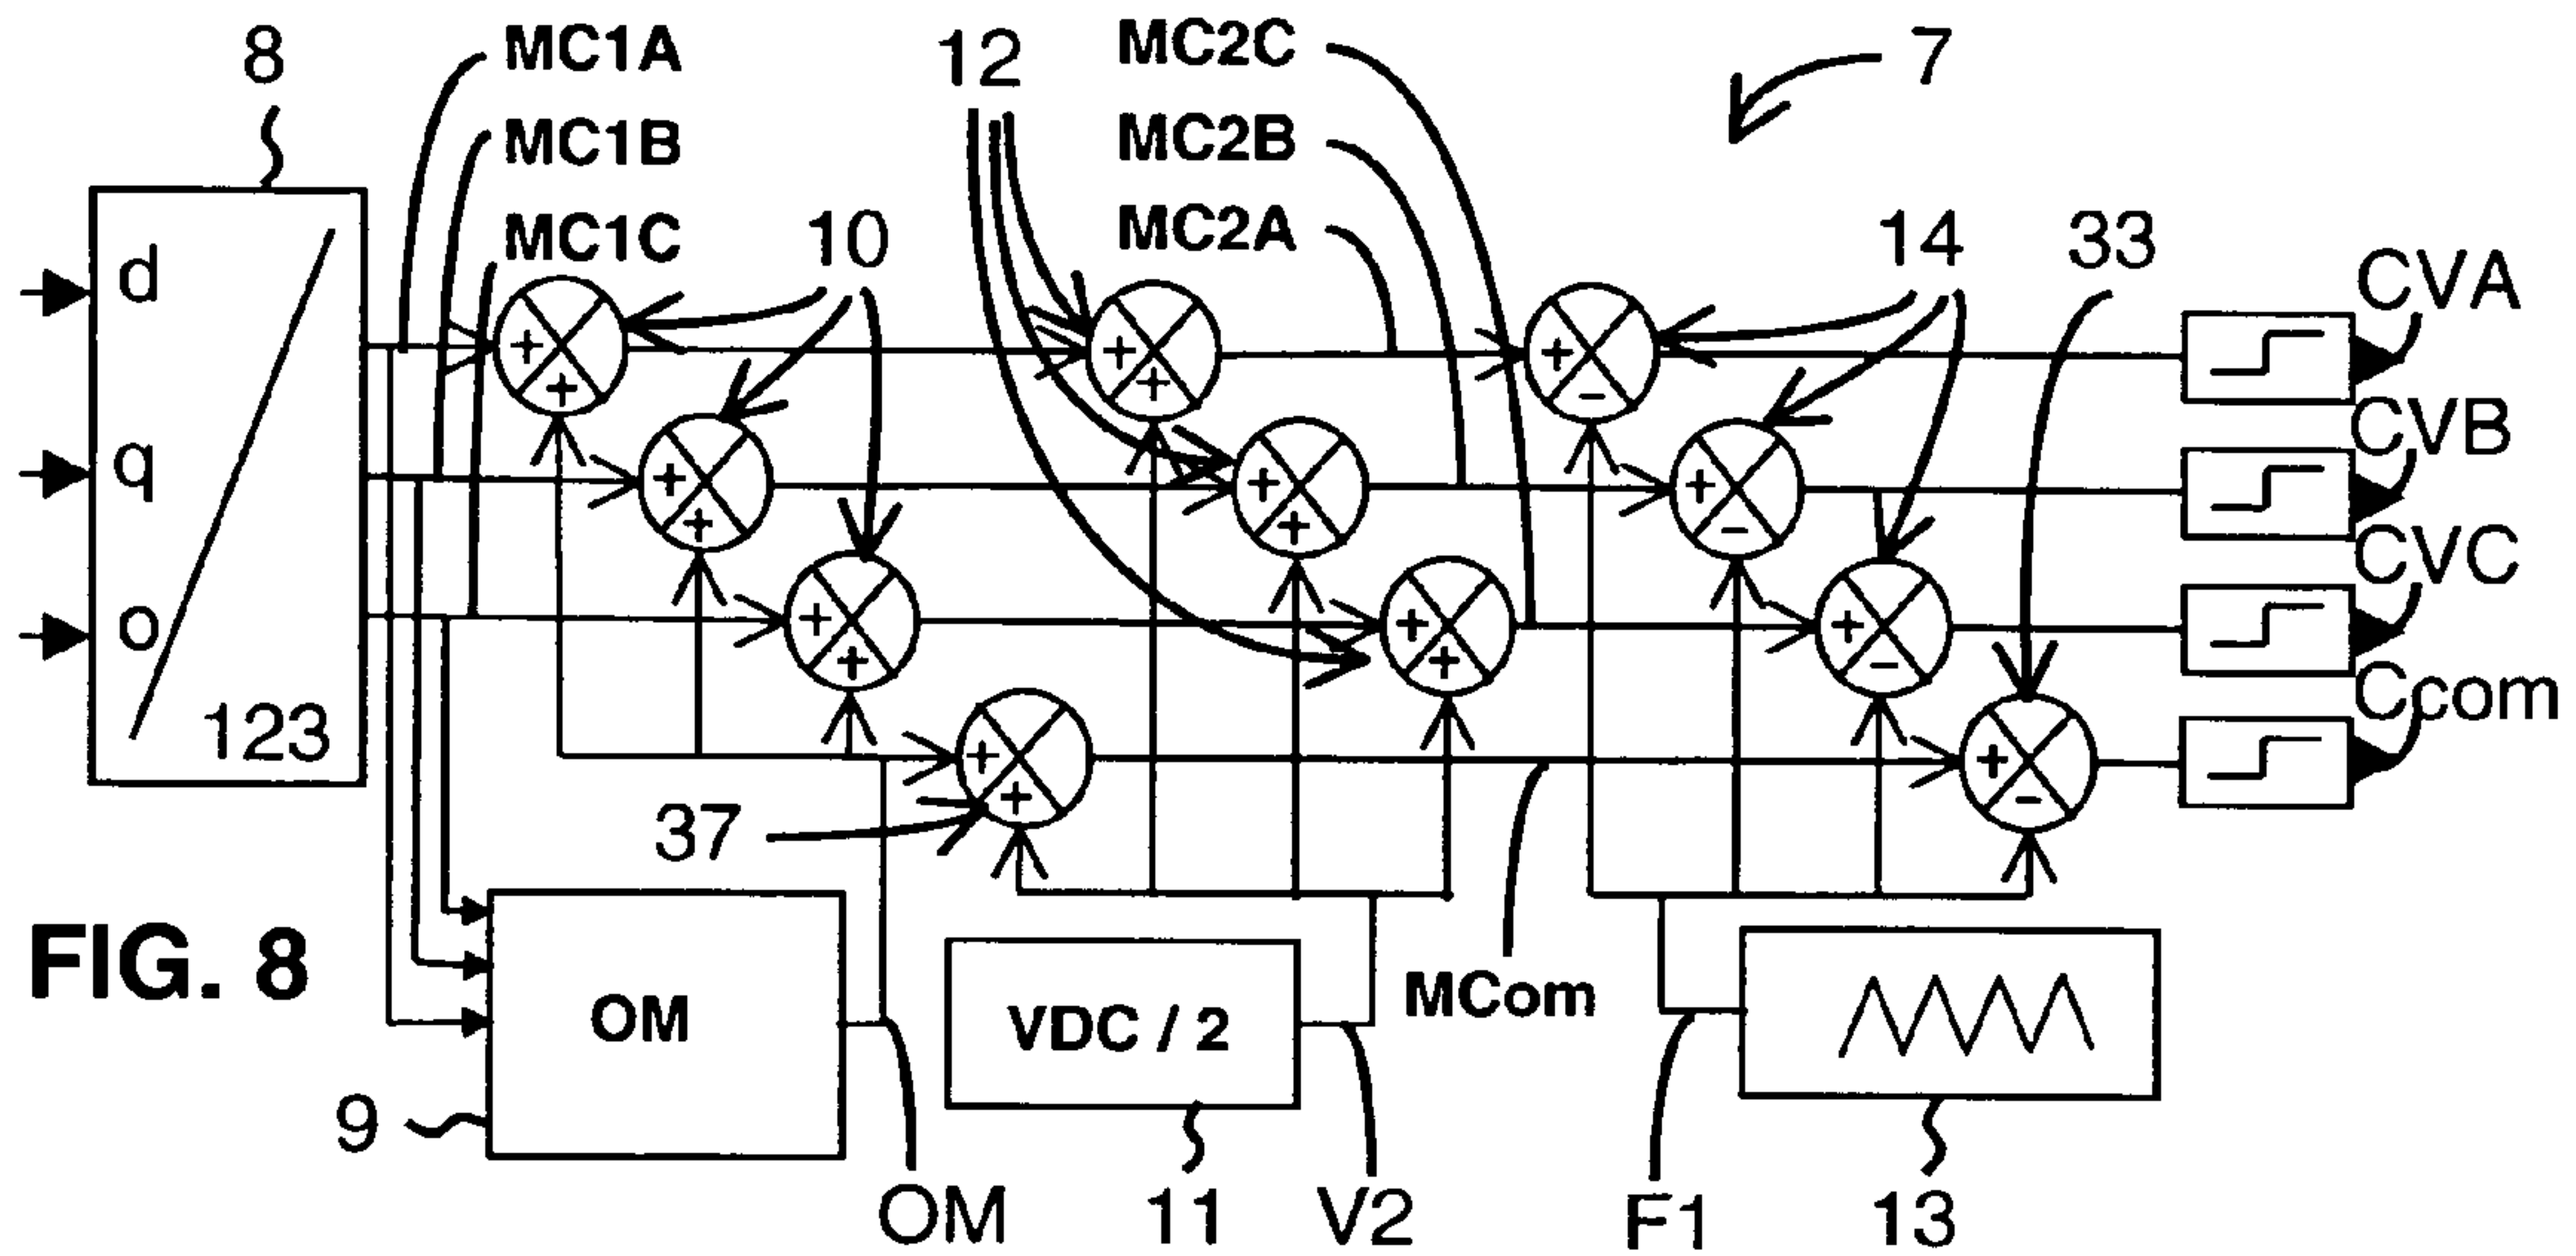 8
MC1A
MC1B
MC1C
12
MC2C
MC2B
MC2A
7
10
14
33
d
q
o
123
CVA
CVB
CVC
Ccom
+ +
+ +
+ -
+ +
+ +
+ -
+ +
+ +
+ -
+ +
+ -
37
FIG. 8
OM
VDC / 2
MCom
9
OM
11
V2
F1
13